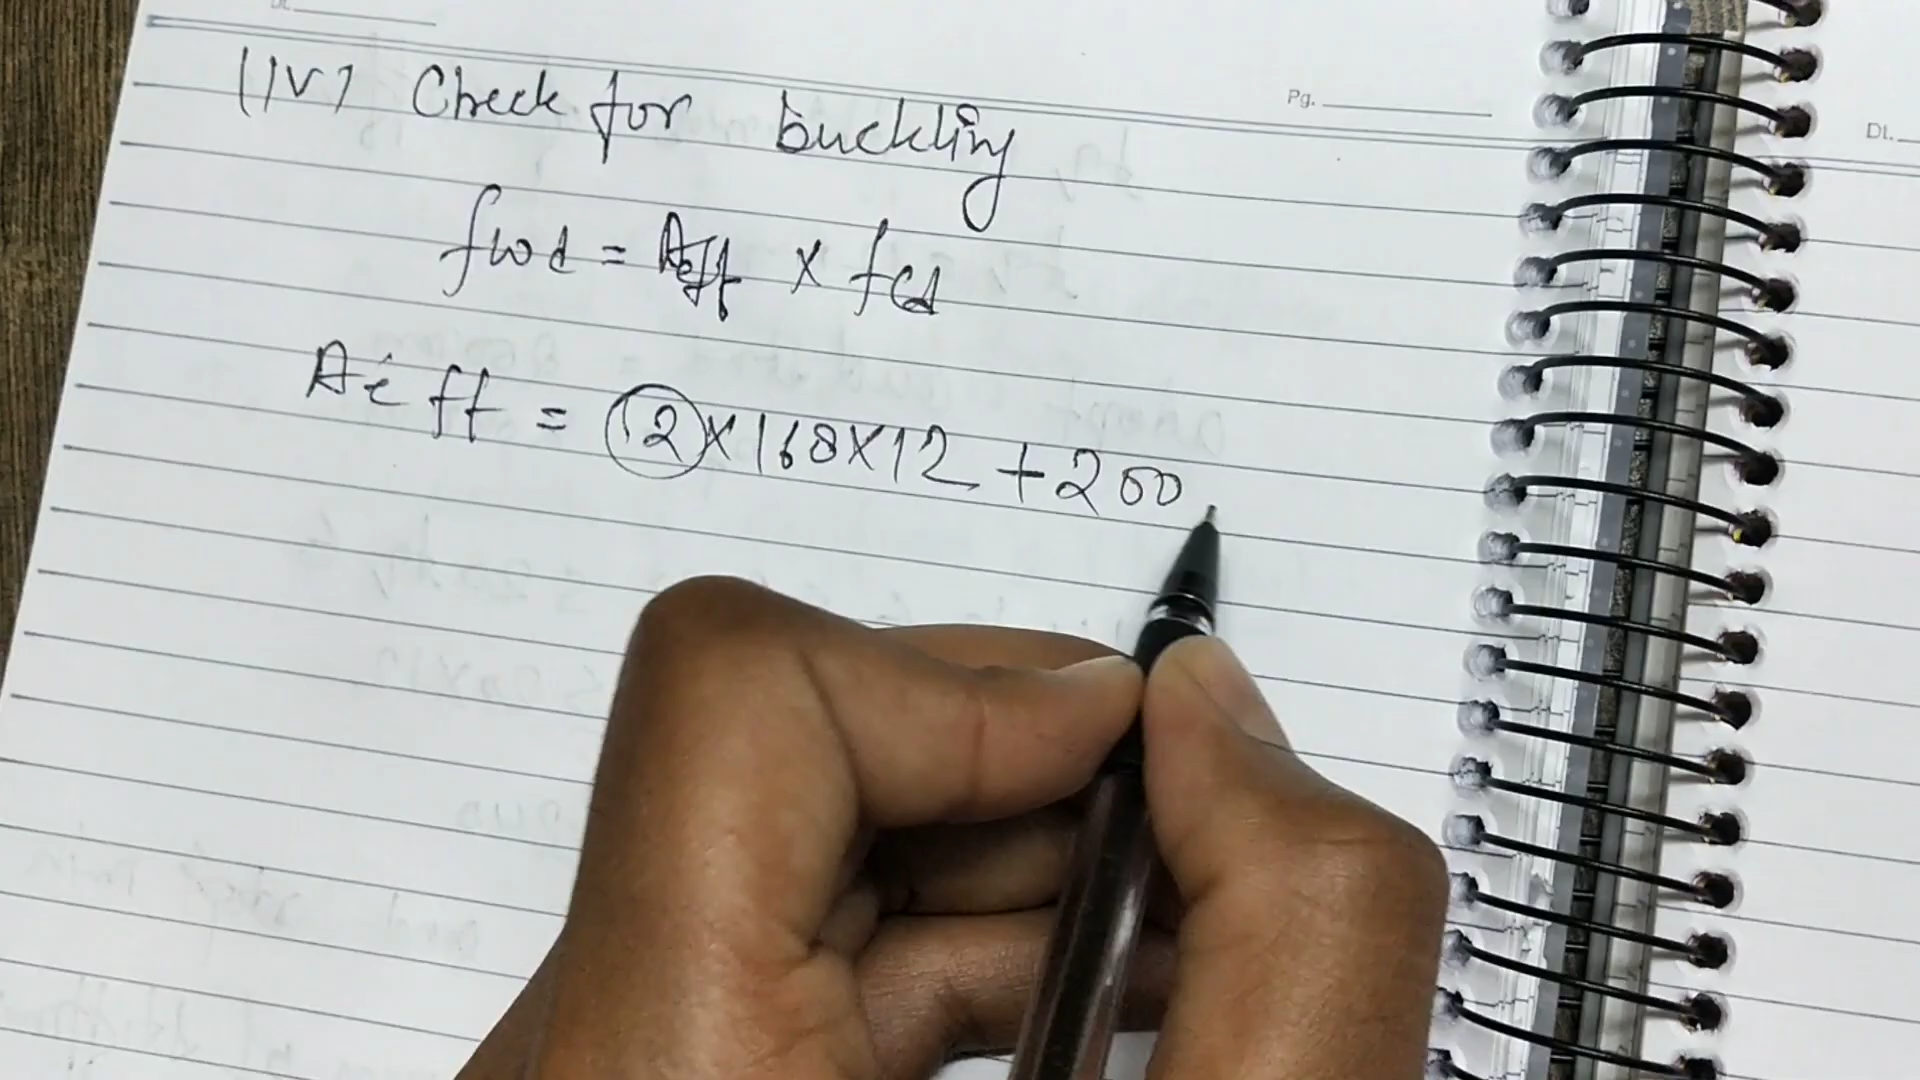 Pg.
Dt.
(IV) Check for buckling
fwd = Aeff × fcd
Aeff = (2×168×12 + 200